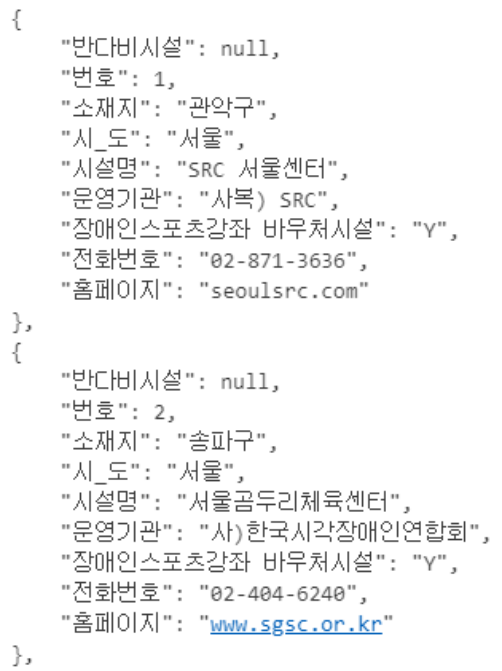 {
"반다비시설": null,
"번호": 1,
"소재지": "관악구",
"시_도": "서울",
"시설명": "SRC 서울센터",
"운영기관": "사복) SRC",
"장애인스포츠강좌 바우처시설": "Y",
"전화번호": "02-871-3636",
"홈페이지": "seoulsrc.com"
},
{
"반다비시설": null,
"번호": 2,
"소재지": "송파구",
"시_도": "서울",
"시설명": "서울곰두리체육센터",
"운영기관": "사)한국시각장애인연합회",
"장애인스포츠강좌 바우처시설": "Y",
"전화번호": "02-404-6240",
"홈페이지": "www.sgsc.or.kr"
},